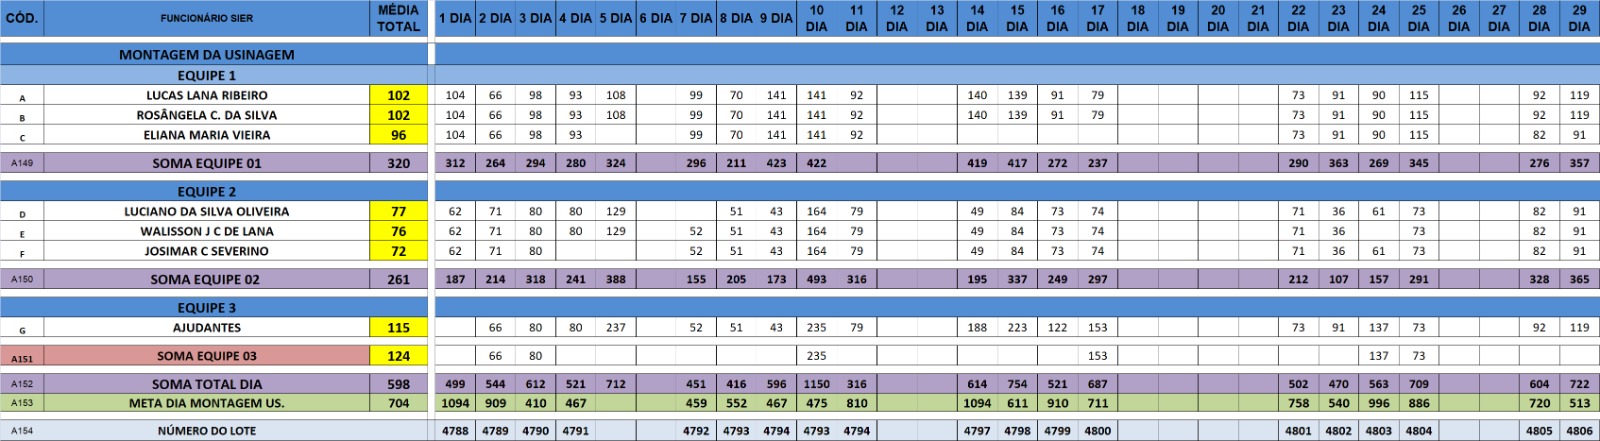 CÓD. FUNCIONÁRIO SIER MÉDIA TOTAL 1 DIA 2 DIA 3 DIA 4 DIA 5 DIA 6 DIA 7 DIA 8 DIA 9 DIA 10 DIA 11 DIA 12 DIA 13 DIA 14 DIA 15 DIA 16 DIA 17 DIA 18 DIA 19 DIA 20 DIA 21 DIA 22 DIA 23 DIA 24 DIA 25 DIA 26 DIA 27 DIA 28 DIA 29 DIA
MONTAGEM DA USINAGEM
EQUIPE 1
A LUCAS LANA RIBEIRO 102 104 66 98 93 108 99 70 141 141 92 140 139 91 79 73 91 90 115 92 119
B ROSÂNGELA C. DA SILVA 102 104 66 98 93 108 99 70 141 141 92 140 139 91 79 73 91 90 115 92 119
C ELIANA MARIA VIEIRA 96 104 66 98 93 99 70 141 141 92 73 91 90 115 82 91
A149 SOMA EQUIPE 01 320 312 264 294 280 324 296 211 423 422 419 417 272 237 290 363 269 345 276 357
EQUIPE 2
D LUCIANO DA SILVA OLIVEIRA 77 62 71 80 80 129 51 43 164 79 49 84 73 74 71 36 61 73 82 91
E WALISSON J C DE LANA 76 62 71 80 80 129 52 51 43 164 79 49 84 73 74 71 36 73 82 91
F JOSIMAR C SEVERINO 72 62 71 80 52 51 43 164 79 49 84 73 74 71 36 61 73 82 91
A150 SOMA EQUIPE 02 261 187 214 318 241 388 155 205 173 493 316 195 337 249 297 212 107 157 291 328 365
EQUIPE 3
G AJUDANTES 115 66 80 80 237 52 51 43 235 79 188 223 122 153 73 91 137 73 92 119
A151 SOMA EQUIPE 03 124 66 80 235 153 137 73
A152 SOMA TOTAL DIA 598 499 544 612 521 712 451 416 596 1150 316 614 754 521 687 502 470 563 709 604 722
A153 META DIA MONTAGEM US. 704 1094 909 410 467 459 552 467 475 810 1094 611 910 711 758 540 996 886 720 513
A154 NÚMERO DO LOTE 4788 4789 4790 4791 4792 4793 4794 4793 4794 4797 4798 4799 4800 4801 4802 4803 4804 4805 4806